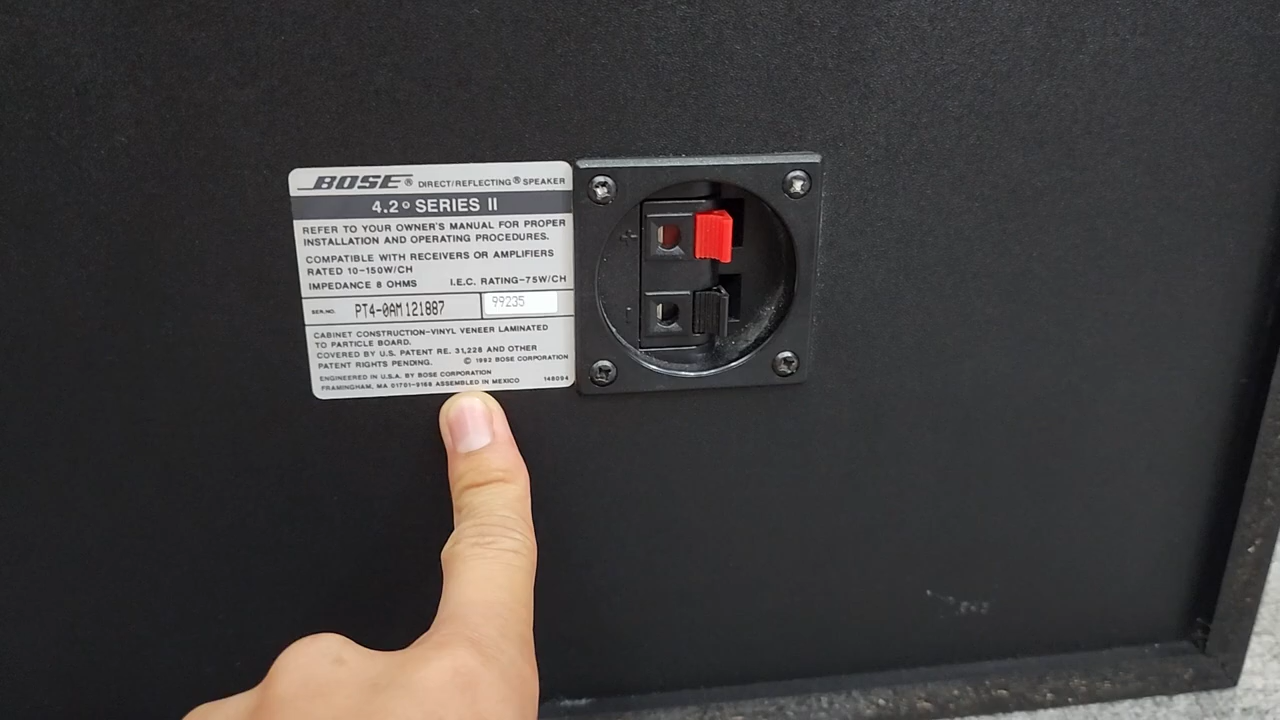 BOSE® DIRECT/REFLECTING® SPEAKER
4.2® SERIES II
REFER TO YOUR OWNER'S MANUAL FOR PROPER
INSTALLATION AND OPERATING PROCEDURES.
COMPATIBLE WITH RECEIVERS OR AMPLIFIERS
RATED 10-150W/CH
IMPEDANCE 8 OHMS I.E.C. RATING-75W/CH
SER.NO. PT4-0AM121887 99235
CABINET CONSTRUCTION-VINYL VENEER LAMINATED
TO PARTICLE BOARD.
COVERED BY U.S. PATENT RE. 31,228 AND OTHER
PATENT RIGHTS PENDING. © 1992 BOSE CORPORATION
ENGINEERED IN U.S.A. BY BOSE CORPORATION
FRAMINGHAM, MA 01701-9168 ASSEMBLED IN MEXICO 148094
+
-